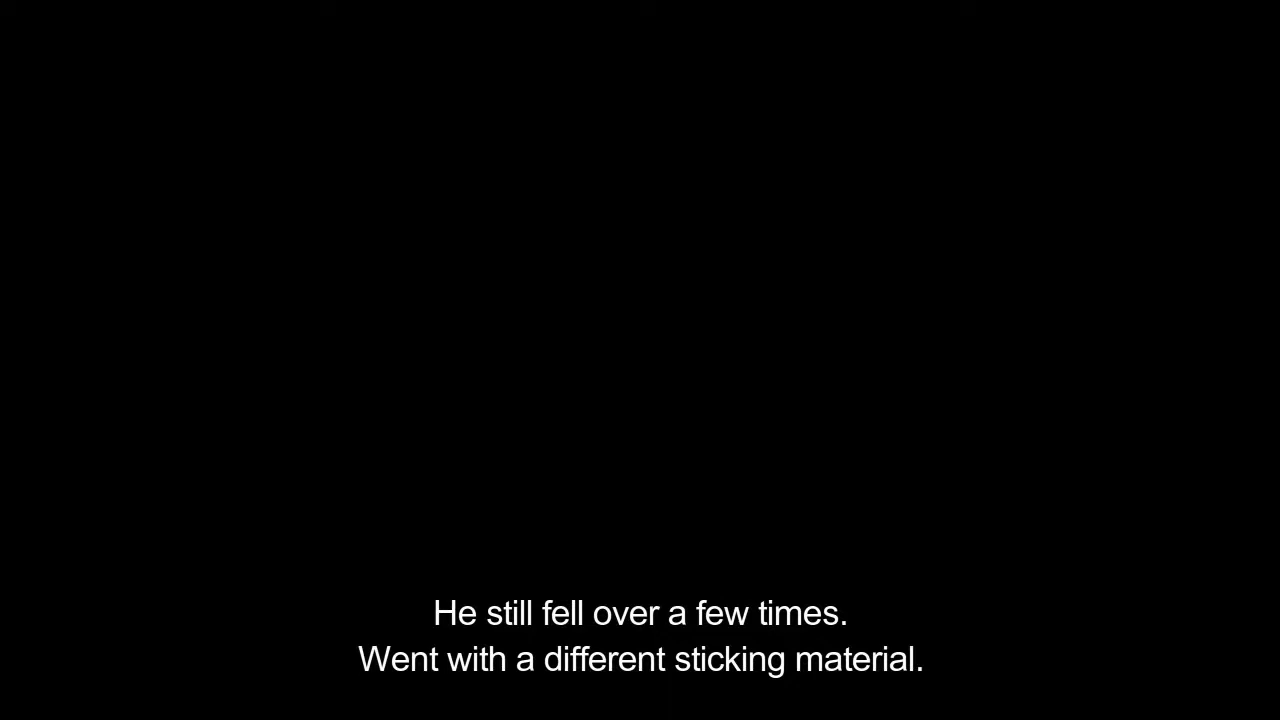 He still fell over a few times.
Went with a different sticking material.